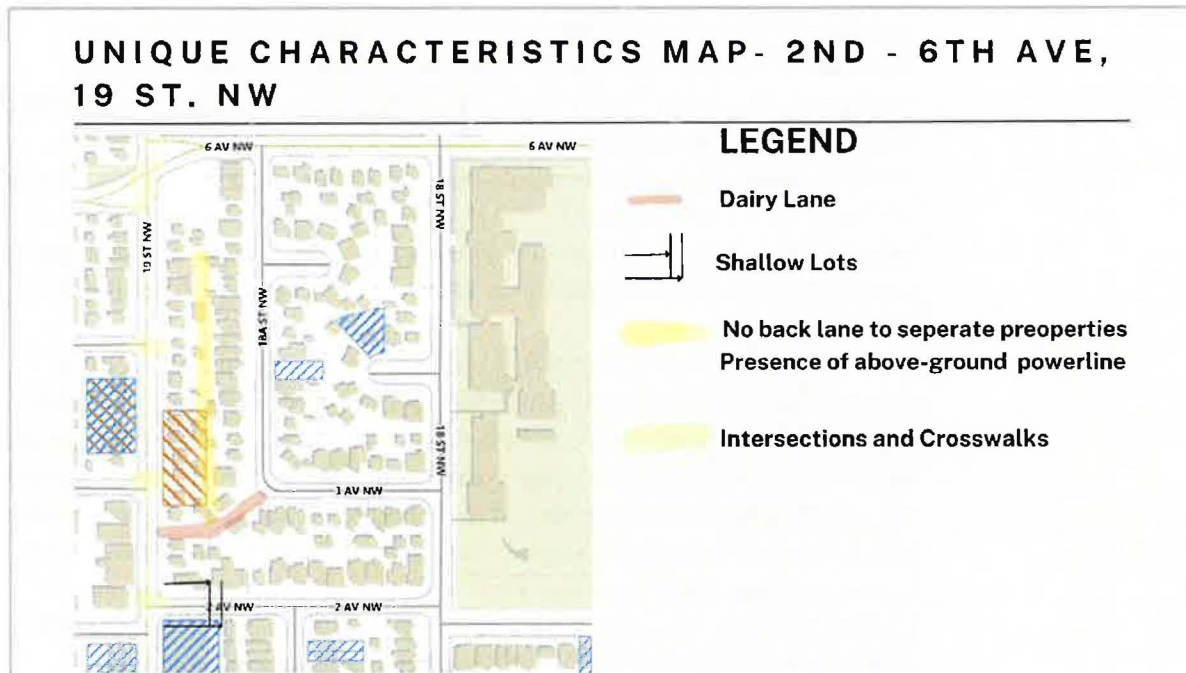 UNIQUE CHARACTERISTICS MAP- 2ND - 6TH AVE,
19 ST. NW
LEGEND
Dairy Lane
Shallow Lots
No back lane to seperate preoperties
Presence of above-ground powerline
Intersections and Crosswalks
6 AV NW
6 AV NW
18 ST NW
19 ST NW
18A ST NW
18 ST NW
3 AV NW
2 AV NW
2 AV NW